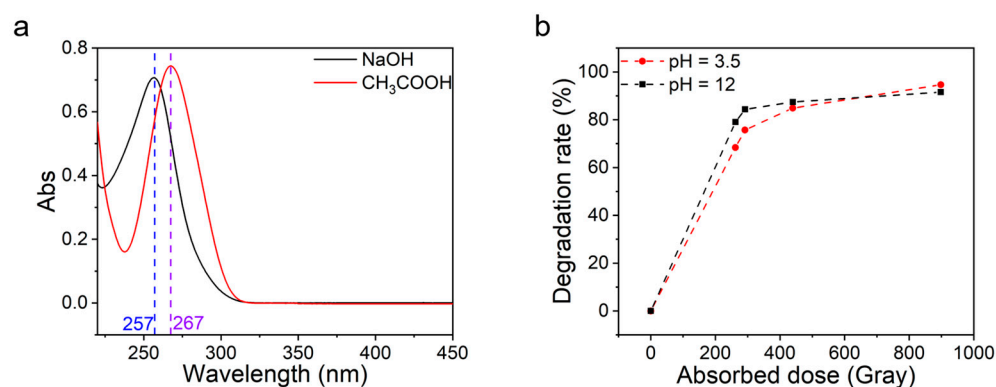 a
0.8
0.6
0.4
0.2
0.0
Abs
NaOH
CH₃COOH
257
267
250
300
350
400
450
Wavelength (nm)
b
100
80
60
40
20
0
Degradation rate (%)
pH = 3.5
pH = 12
0
200
400
600
800
1000
Absorbed dose (Gray)